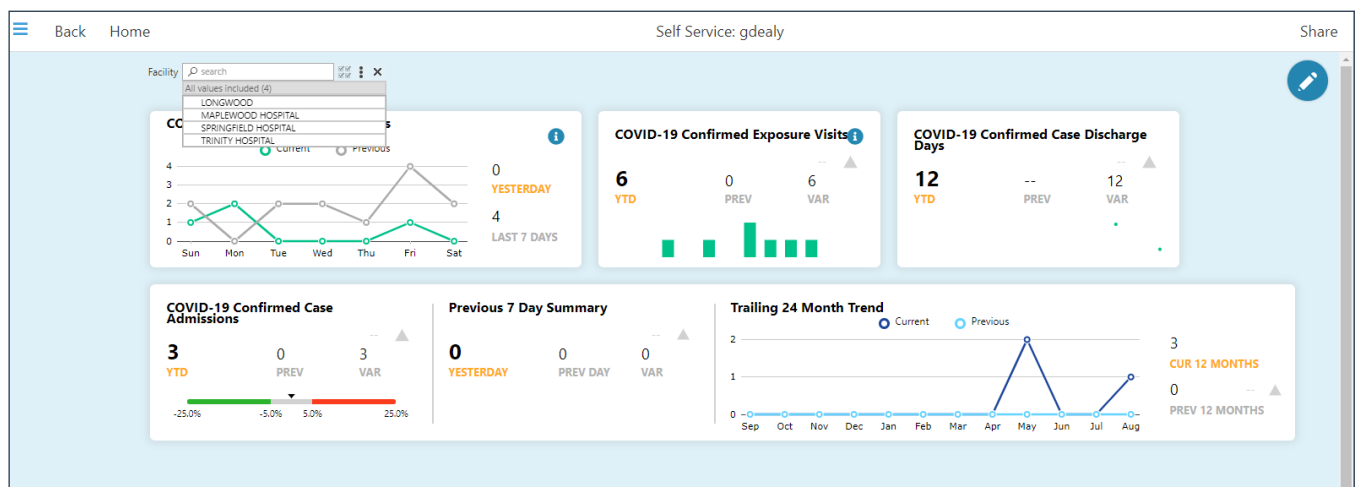 Back Home Self Service: gdealy Share
Facility search
All values included (4)
LONGWOOD
MAPLEWOOD HOSPITAL
SPRINGFIELD HOSPITAL
TRINITY HOSPITAL
Current Previous
4
3
2
1
0
Sun Mon Tue Wed Thu Fri Sat
0
YESTERDAY
4
LAST 7 DAYS
COVID-19 Confirmed Exposure Visits
--
6 0 6
YTD PREV VAR
COVID-19 Confirmed Case Discharge
Days
--
12 -- 12
YTD PREV VAR
COVID-19 Confirmed Case
Admissions
--
3 0 3
YTD PREV VAR
-25.0% -5.0% 5.0% 25.0%
Previous 7 Day Summary
--
0 0 0
YESTERDAY PREV DAY VAR
Trailing 24 Month Trend
Current Previous
2
1
0
Sep Oct Nov Dec Jan Feb Mar Apr May Jun Jul Aug
3
CUR 12 MONTHS
0 --
PREV 12 MONTHS